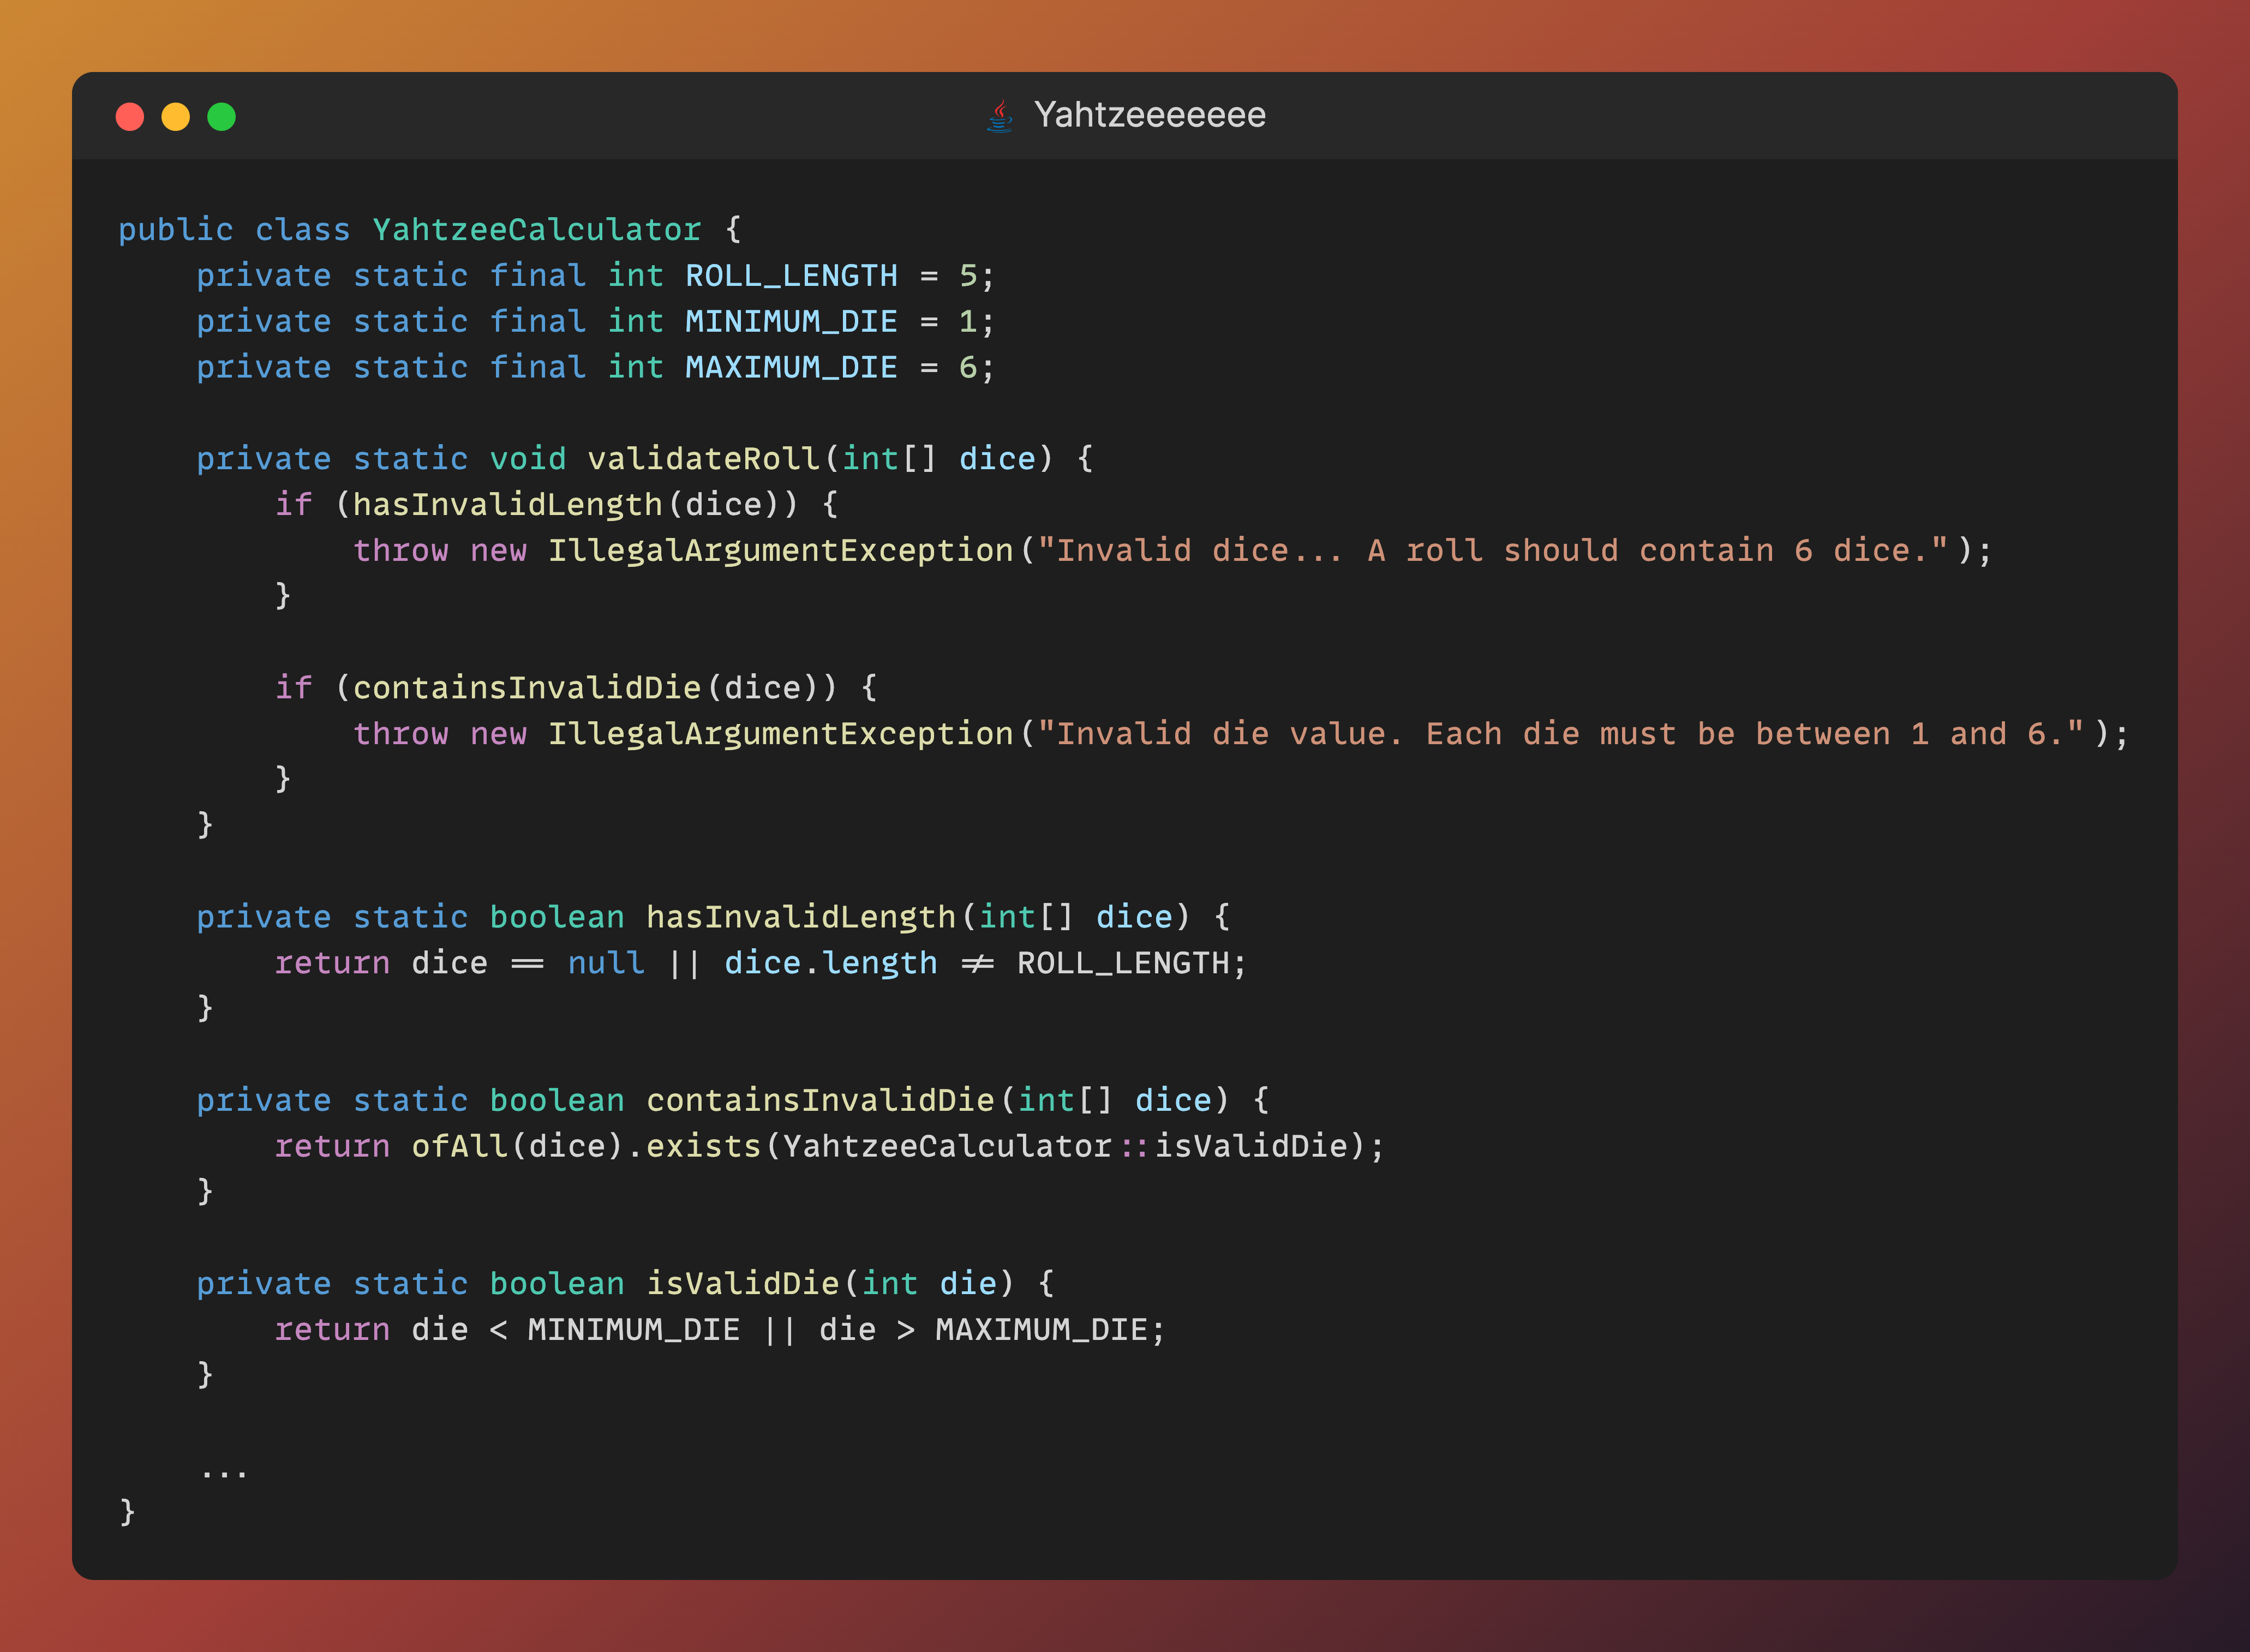 Yahtzeeeeeee
public class YahtzeeCalculator {
    private static final int ROLL_LENGTH = 5;
    private static final int MINIMUM_DIE = 1;
    private static final int MAXIMUM_DIE = 6;
    private static void validateRoll(int[] dice) {
        if (hasInvalidLength(dice)) {
            throw new IllegalArgumentException("Invalid dice... A roll should contain 6 dice.");
        }
        if (containsInvalidDie(dice)) {
            throw new IllegalArgumentException("Invalid die value. Each die must be between 1 and 6.");
        }
    }
    private static boolean hasInvalidLength(int[] dice) {
        return dice == null || dice.length != ROLL_LENGTH;
    }
    private static boolean containsInvalidDie(int[] dice) {
        return ofAll(dice).exists(YahtzeeCalculator::isValidDie);
    }
    private static boolean isValidDie(int die) {
        return die < MINIMUM_DIE || die > MAXIMUM_DIE;
    }
    ...
}